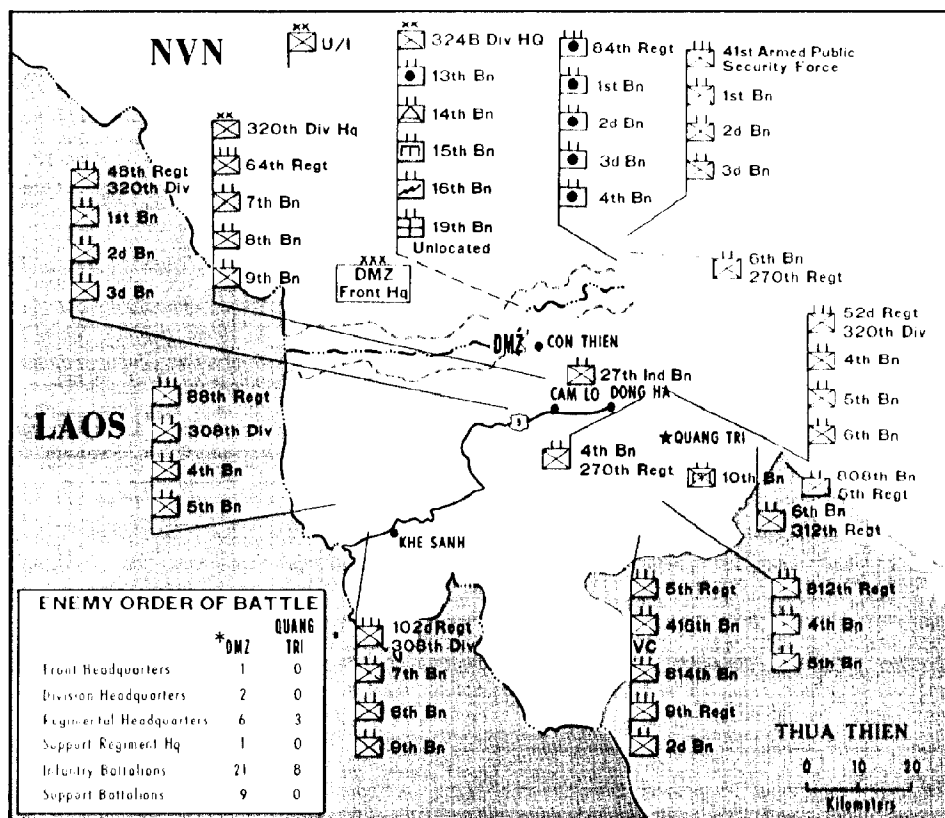 NVN
XX
U/I
XX
324B Div HQ
13th Bn
14th Bn
15th Bn
16th Bn
19th Bn
Unlocated
84th Regt
1st Bn
2d Bn
3d Bn
4th Bn
41st Armed Public
Security Force
1st Bn
2d Bn
3d Bn
XX
320th Div Hq
64th Regt
7th Bn
8th Bn
9th Bn
48th Regt
320th Div
1st Bn
2d Bn
3d Bn
XXX
DMZ
Front Hq
6th Bn
270th Regt
DMZ
CON THIEN
27th Ind Bn
CAM LO
DONG HA
9
52d Regt
320th Div
4th Bn
5th Bn
6th Bn
LAOS
88th Regt
308th Div
4th Bn
5th Bn
4th Bn
270th Regt
QUANG TRI
10th Bn
808th Bn
5th Regt
6th Bn
312th Regt
KHE SANH
102d Regt
308th Div
7th Bn
8th Bn
9th Bn
5th Regt
416th Bn
VC
814th Bn
9th Regt
2d Bn
812th Regt
4th Bn
5th Bn
THUA THIEN
0 10 20
Kilometers
ENEMY ORDER OF BATTLE
*DMZ
QUANG
TRI
Front Headquarters 1 0
Division Headquarters 2 0
Regimental Headquarters 6 3
Support Regiment Hq 1 0
Infantry Battalions 21 8
Support Battalions 9 0